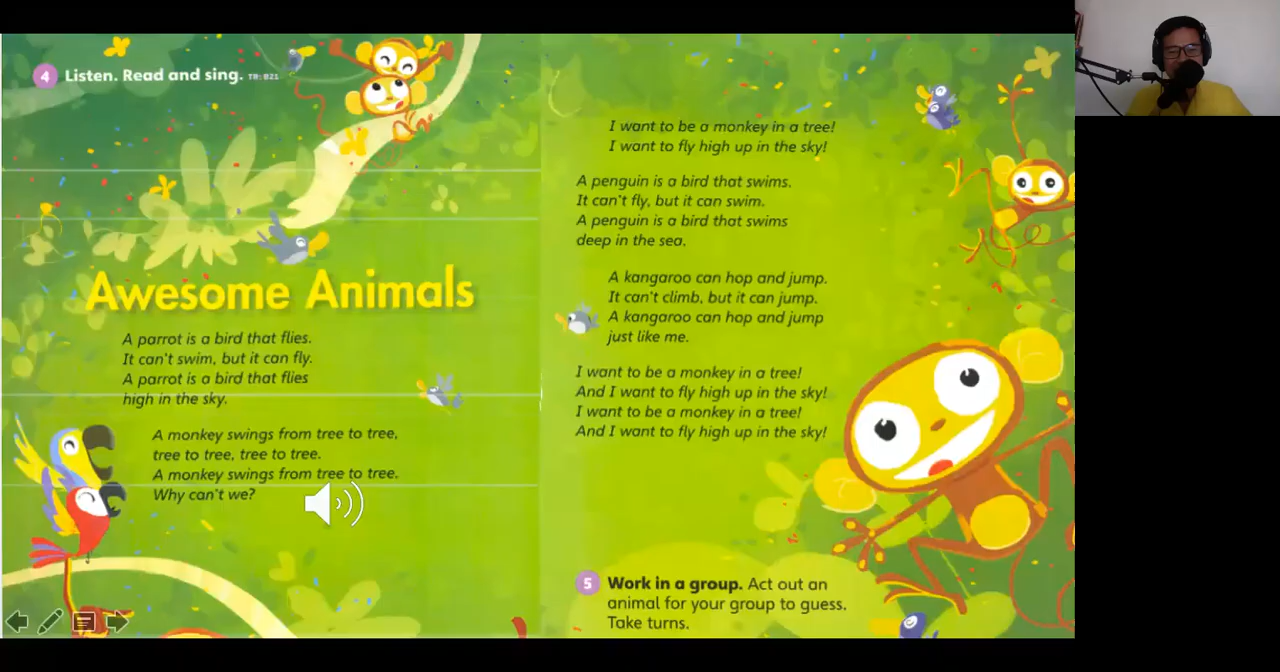 4 Listen. Read and sing. TR: B21
Awesome Animals
A parrot is a bird that flies.
It can't swim, but it can fly.
A parrot is a bird that flies
high in the sky.
A monkey swings from tree to tree,
tree to tree, tree to tree.
A monkey swings from tree to tree.
Why can't we?
I want to be a monkey in a tree!
I want to fly high up in the sky!
A penguin is a bird that swims.
It can't fly, but it can swim.
A penguin is a bird that swims
deep in the sea.
A kangaroo can hop and jump.
It can't climb, but it can jump.
A kangaroo can hop and jump
just like me.
I want to be a monkey in a tree!
And I want to fly high up in the sky!
I want to be a monkey in a tree!
And I want to fly high up in the sky!
5 Work in a group. Act out an
animal for your group to guess.
Take turns.